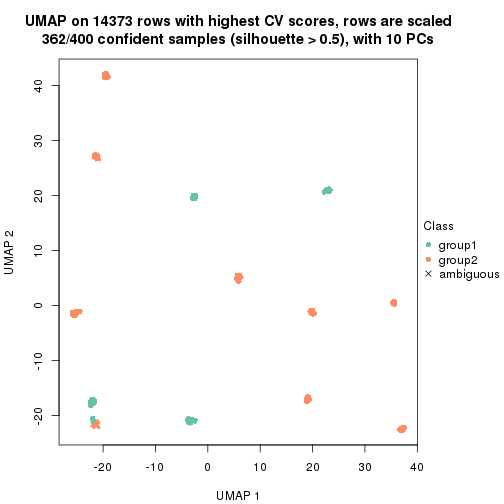 UMAP on 14373 rows with highest CV scores, rows are scaled
362/400 confident samples (silhouette > 0.5), with 10 PCs
UMAP 2
40
30
20
10
0
-10
-20
-20
-10
0
10
20
30
40
UMAP 1
Class
group1
group2
ambiguous